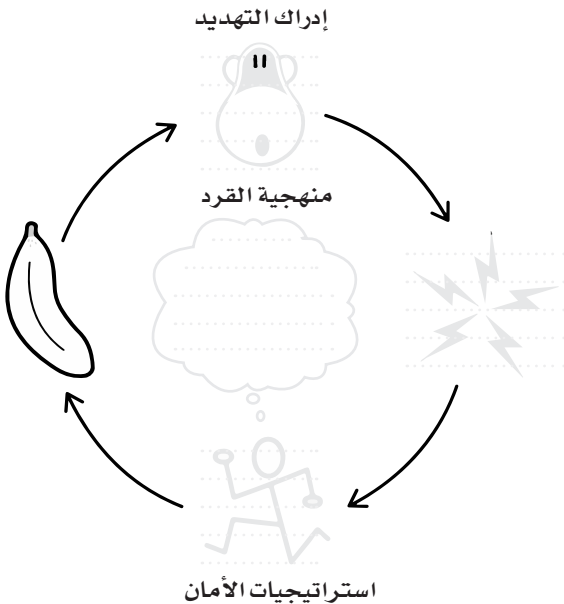 إدراك التهديد
منهجية القرد
استراتيجيات الأمان